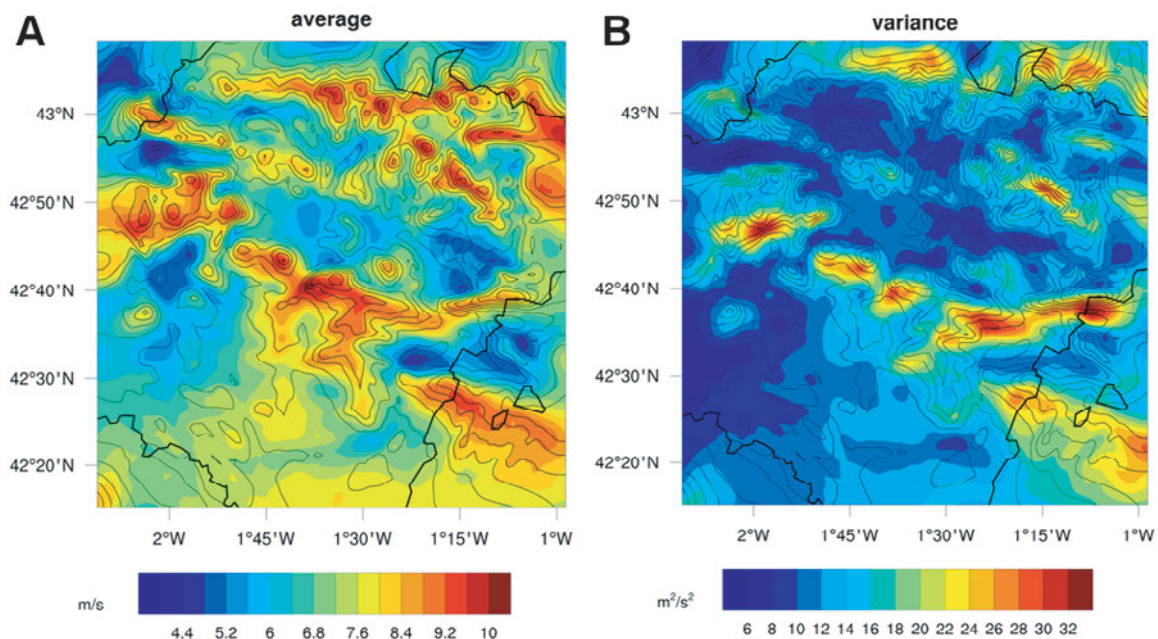 A
average
B
variance
43°N
42°50'N
42°40'N
42°30'N
42°20'N
2°W
1°45'W
1°30'W
1°15'W
1°W
43°N
42°50'N
42°40'N
42°30'N
42°20'N
2°W
1°45'W
1°30'W
1°15'W
1°W
m/s
4.4 5.2 6 6.8 7.6 8.4 9.2 10
m²/s²
6 8 10 12 14 16 18 20 22 24 26 28 30 32